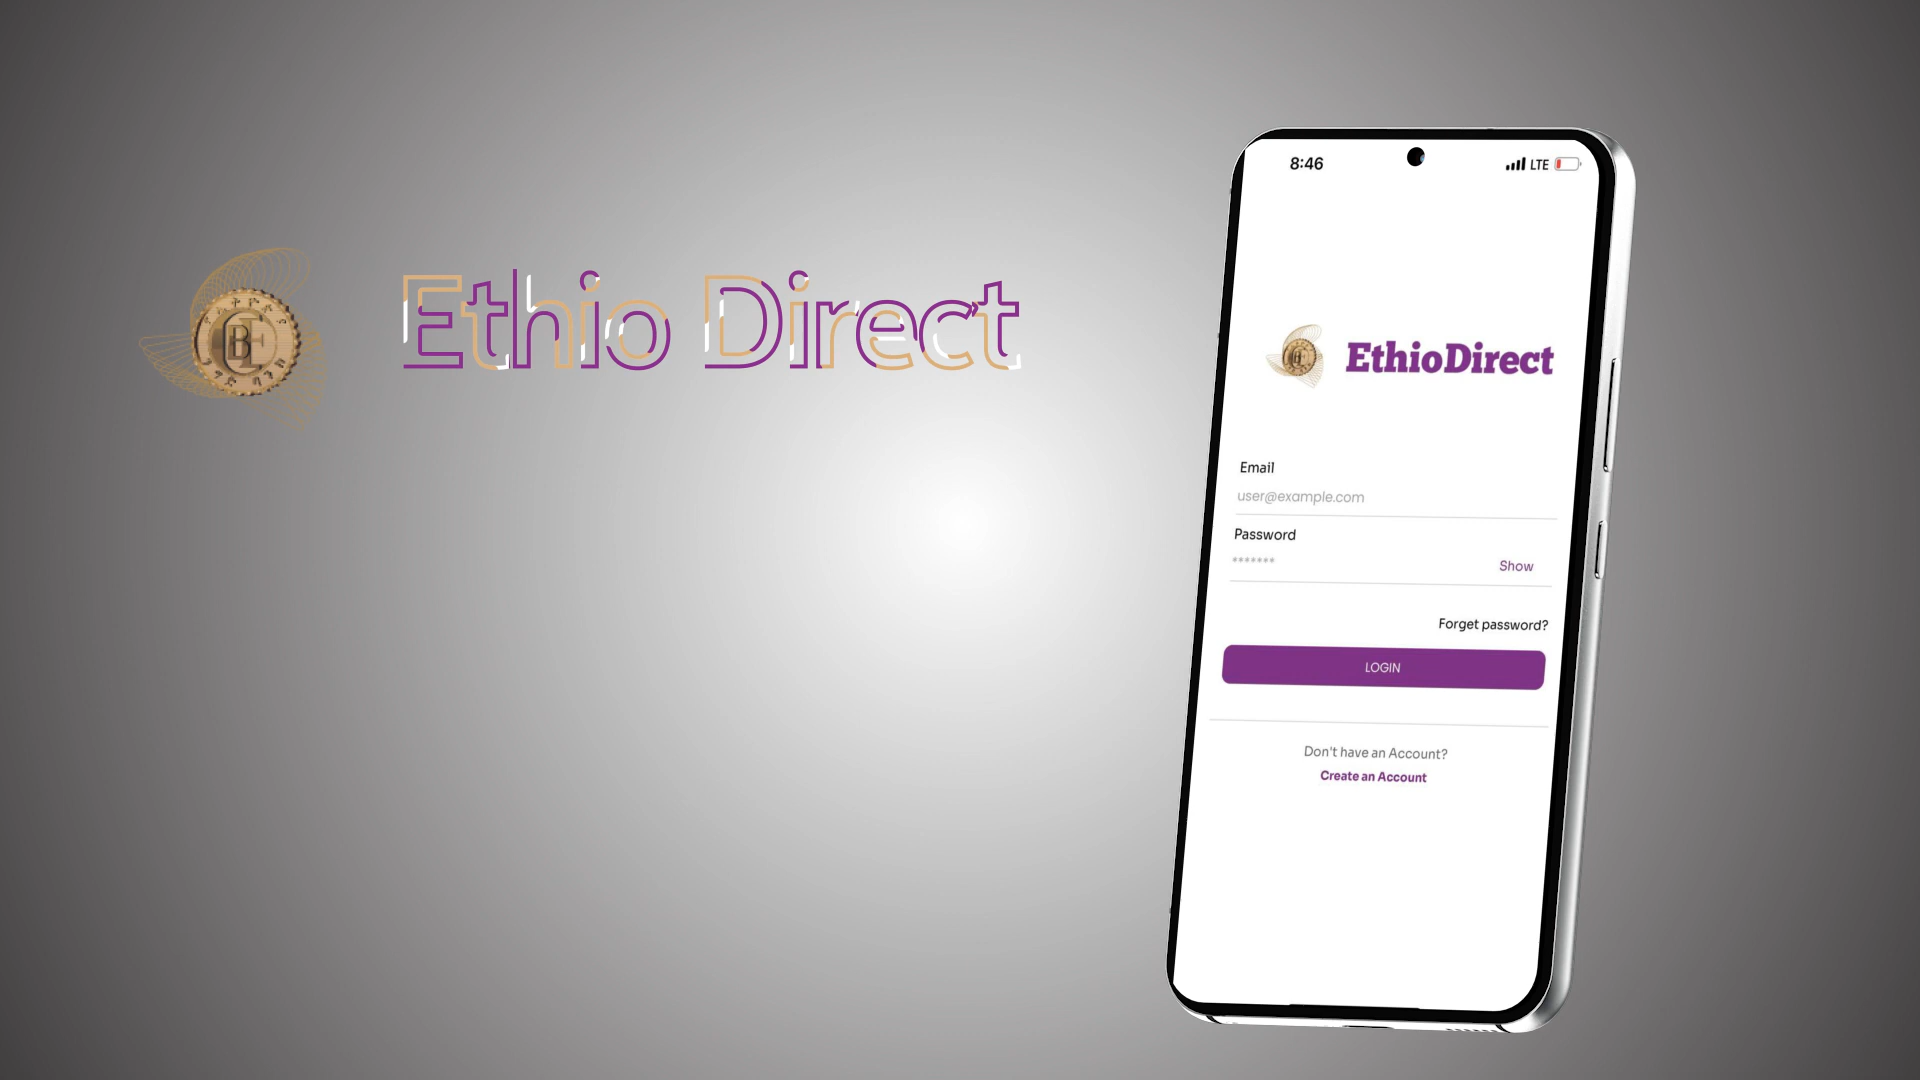 Ethio Direct
8:46
LTE
EthioDirect
Email
user@example.com
Password
*******
Show
Forget password?
LOGIN
Don't have an Account?
Create an Account